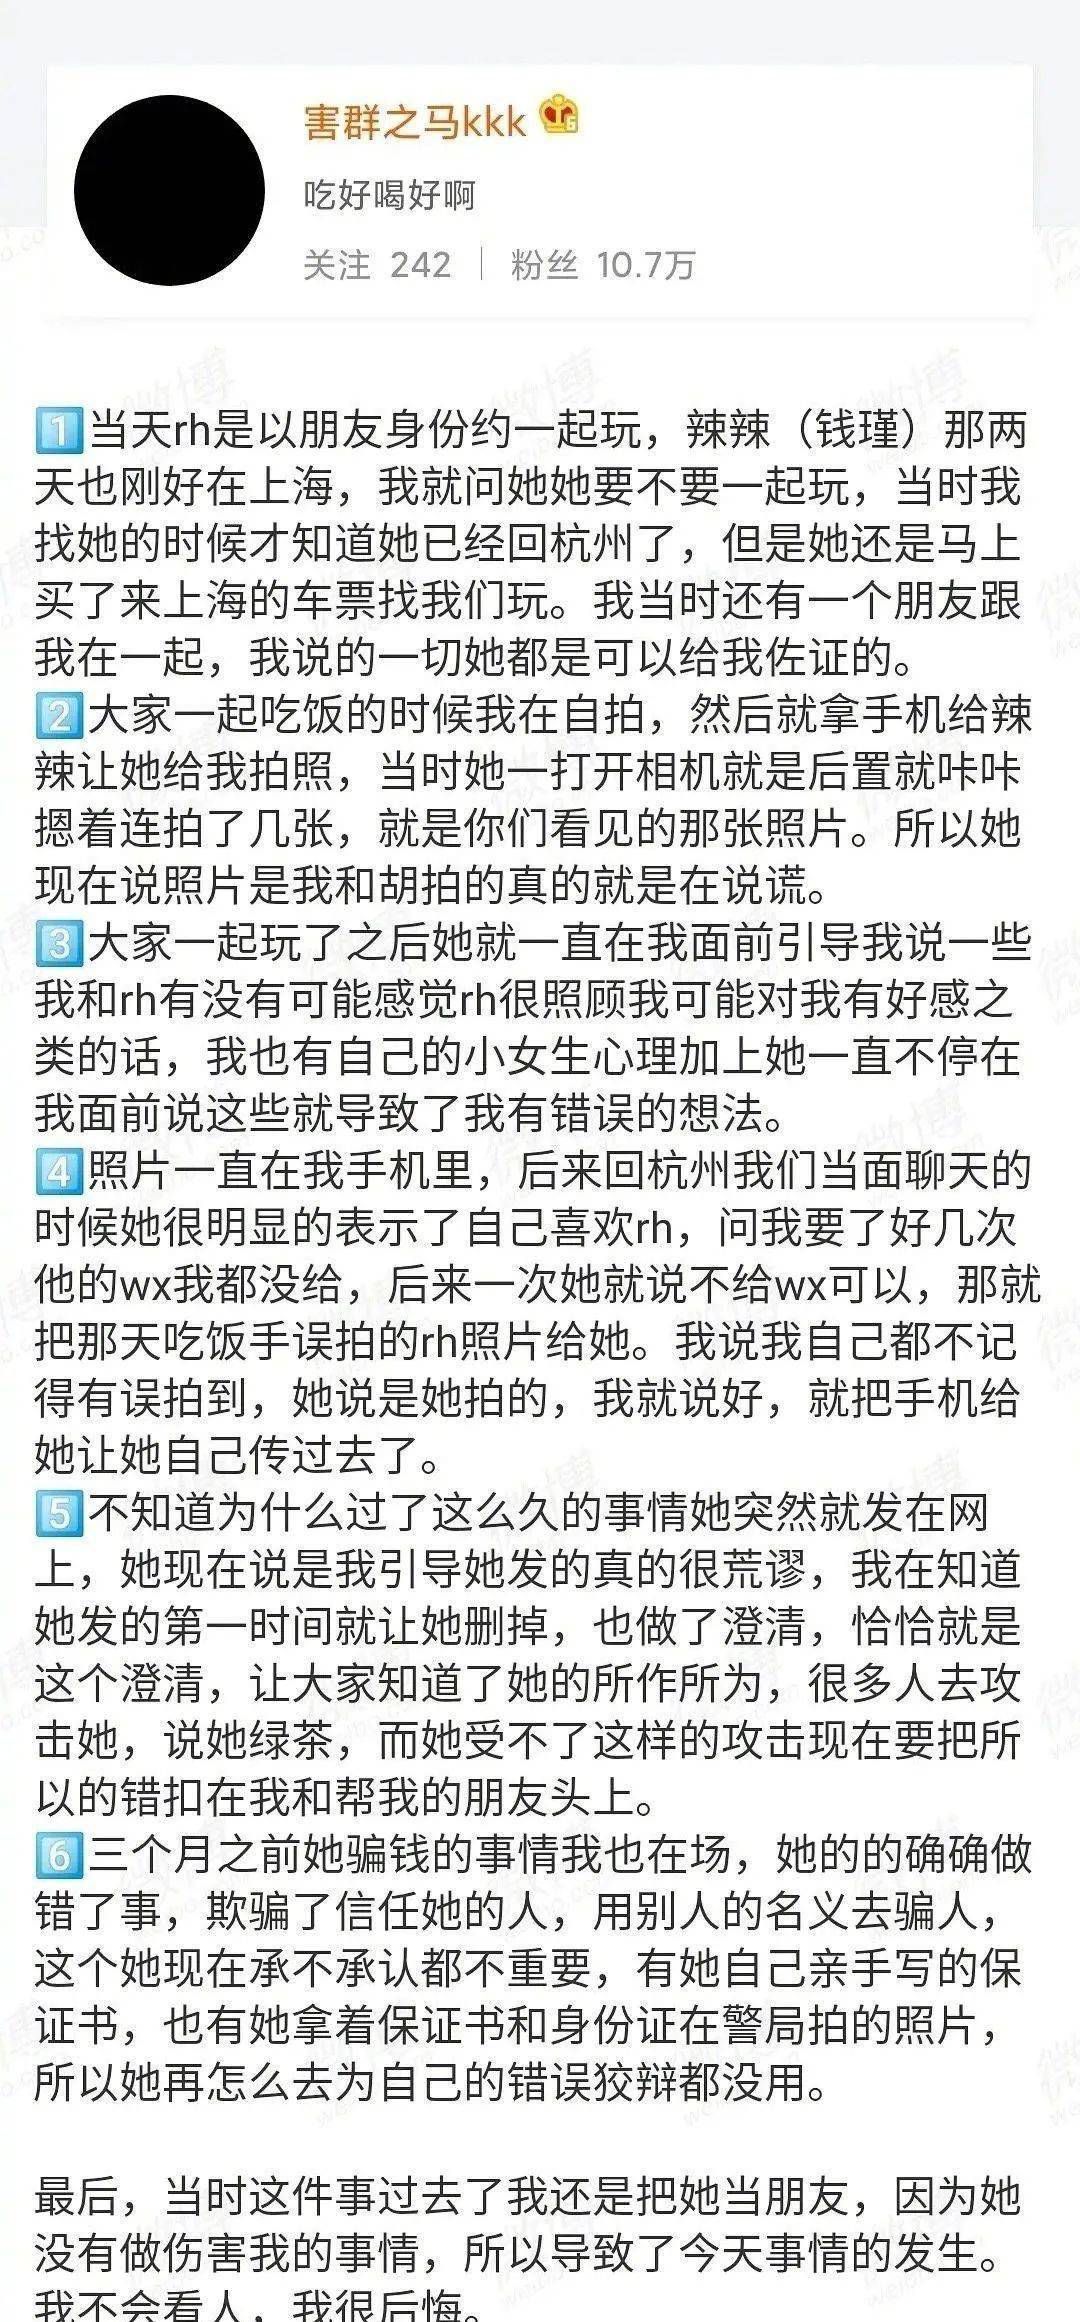 害群之马kkk
吃好喝好啊
关注 242 | 粉丝 10.7万
1当天rh是以朋友身份约一起玩，辣辣（钱瑾）那两
天也刚好在上海，我就问她她要不要一起玩，当时我
找她的时候才知道她已经回杭州了，但是她还是马上
买了来上海的车票找我们玩。我当时还有一个朋友跟
我在一起，我说的一切她都是可以给我佐证的。
2大家一起吃饭的时候我在自拍，然后就拿手机给辣
辣让她给我拍照，当时她一打开相机就是后置就咔咔
摁着连拍了几张，就是你们看见的那张照片。所以她
现在说照片是我和胡拍的真的就是在说谎。
3大家一起玩了之后她就一直在我面前引导我说一些
我和rh有没有可能感觉rh很照顾我可能对我有好感之
类的话，我也有自己的小女生心理加上她一直不停在
我面前说这些就导致了我有错误的想法。
4照片一直在我手机里，后来回杭州我们当面聊天的
时候她很明显的表示了自己喜欢rh，问我要了好几次
他的wx我都没给，后来一次她就说不给wx可以，那就
把那天吃饭手误拍的rh照片给她。我说我自己都不记
得有误拍到，她说是她拍的，我就说好，就把手机给
她让她自己传过去了。
5不知道为什么过了这么久的事情她突然就发在网
上，她现在说是我引导她发的真的很荒谬，我在知道
她发的第一时间就让她删掉，也做了澄清，恰恰就是
这个澄清，让大家知道了她的所作所为，很多人去攻
击她，说她绿茶，而她受不了这样的攻击现在要把所
以的错扣在我和帮我的朋友头上。
6三个月之前她骗钱的事情我也在场，她的的确确做
错了事，欺骗了信任她的人，用别人的名义去骗人，
这个她现在承不承认都不重要，有她自己亲手写的保
证书，也有她拿着保证书和身份证在警局拍的照片，
所以她再怎么去为自己的错误狡辩都没用。
最后，当时这件事过去了我还是把她当朋友，因为她
没有做伤害我的事情，所以导致了今天事情的发生。
我不会看人，我很后悔。